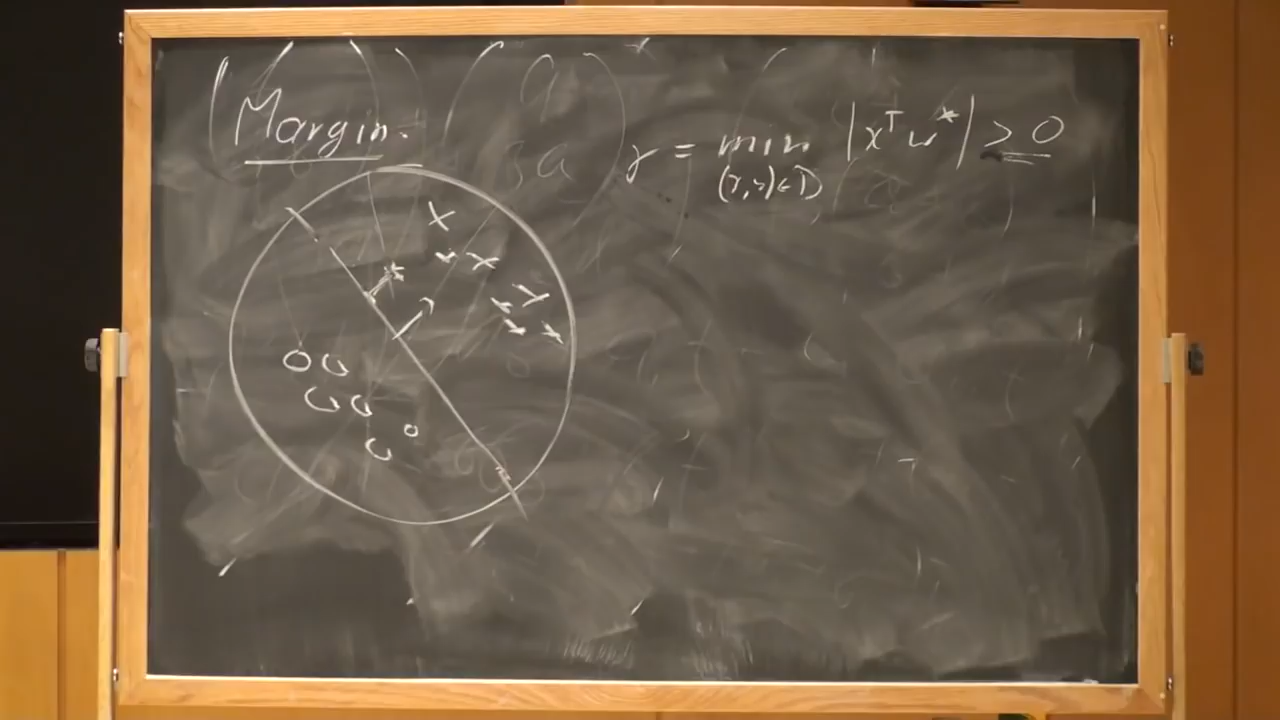 Margin.
γ = min |xᵀw*| > 0
(x,y)∈D